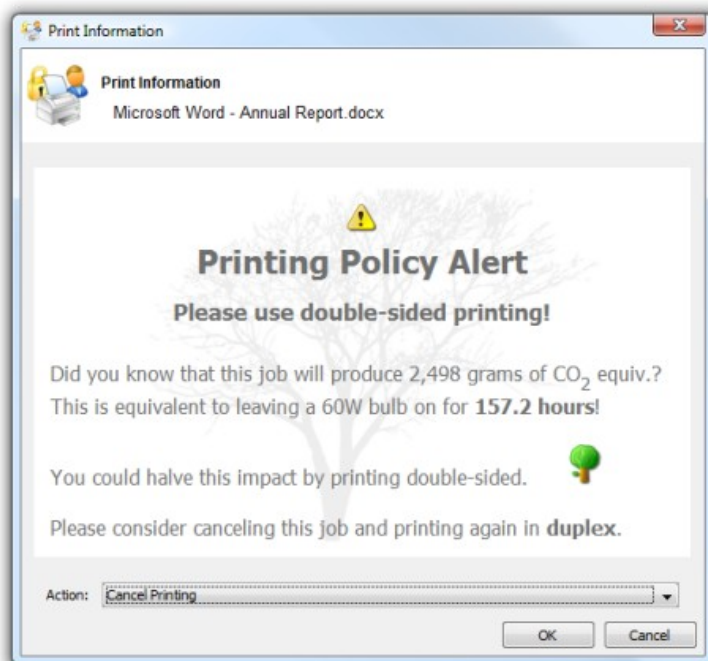 Print Information
Print Information
Microsoft Word - Annual Report.docx
Printing Policy Alert
Please use double-sided printing!
Did you know that this job will produce 2,498 grams of CO₂ equiv.?
This is equivalent to leaving a 60W bulb on for 157.2 hours!
You could halve this impact by printing double-sided.
Please consider canceling this job and printing again in duplex.
Action: Cancel Printing
OK Cancel